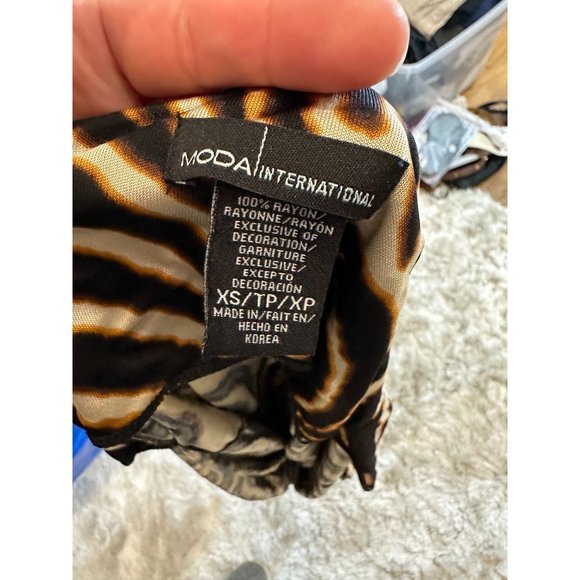 MODA INTERNATIONAL
100% RAYON/
RAYONNE/RAYÓN
EXCLUSIVE OF
DECORATION/
GARNITURE
EXCLUSIVE/
EXCEPTO
DECORACIÓN
XS/TP/XP
MADE IN/FAIT EN/
HECHO EN
KOREA